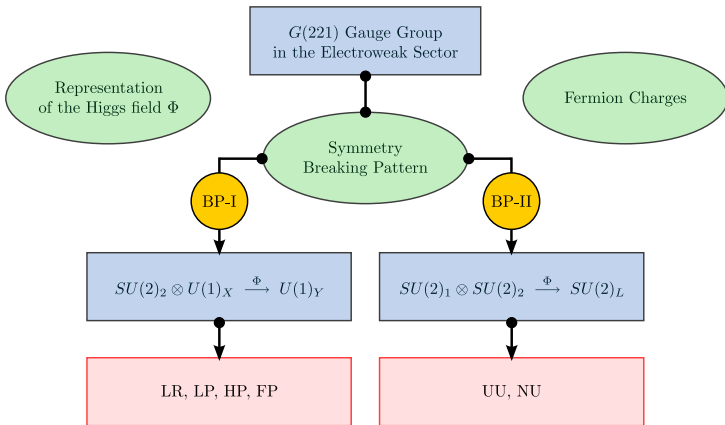 G(221) Gauge Group
in the Electroweak Sector
Representation
of the Higgs field Φ
Fermion Charges
Symmetry
Breaking Pattern
BP-I
BP-II
SU(2)₂ ⊗ U(1)_X —Φ→ U(1)_Y
SU(2)₁ ⊗ SU(2)₂ —Φ→ SU(2)_L
LR, LP, HP, FP
UU, NU